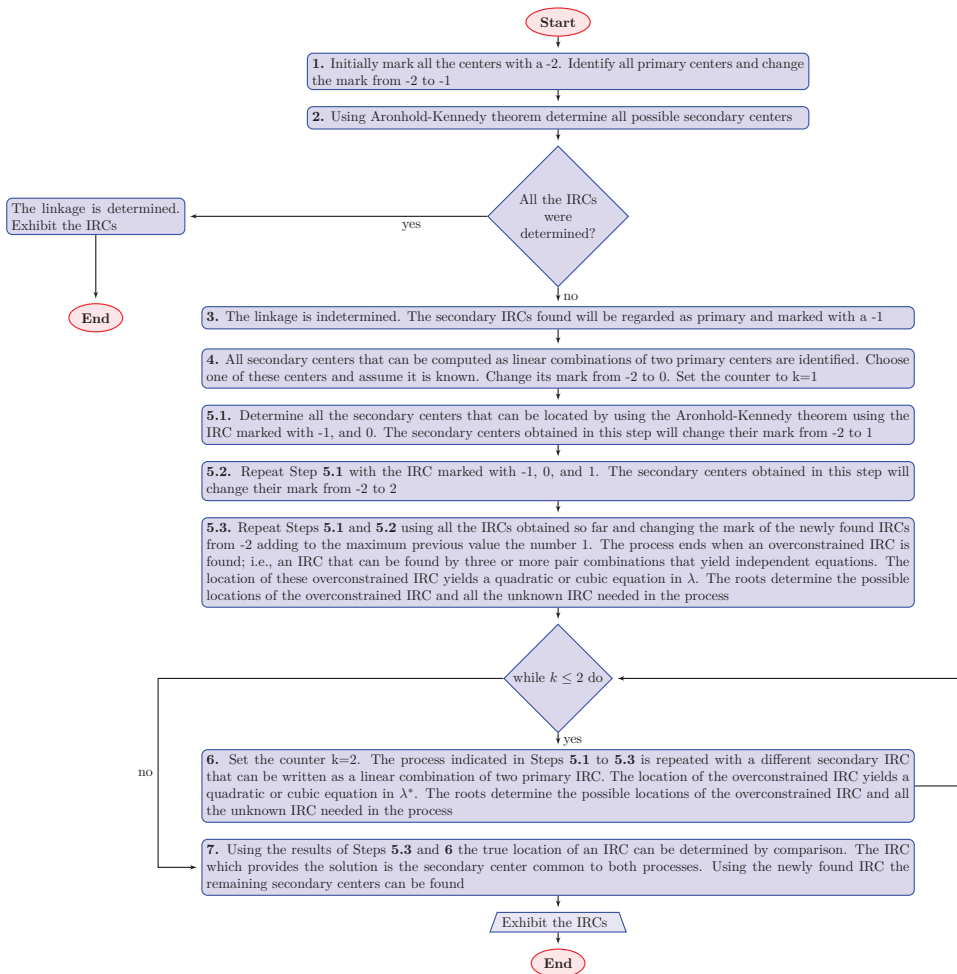 Start
1. Initially mark all the centers with a -2. Identify all primary centers and change
the mark from -2 to -1
2. Using Aronhold-Kennedy theorem determine all possible secondary centers
All the IRCs
were
determined?
yes
The linkage is determined.
Exhibit the IRCs
End
no
3. The linkage is indetermined. The secondary IRCs found will be regarded as primary and marked with a -1
4. All secondary centers that can be computed as linear combinations of two primary centers are identified. Choose
one of these centers and assume it is known. Change its mark from -2 to 0. Set the counter to k=1
5.1. Determine all the secondary centers that can be located by using the Aronhold-Kennedy theorem using the
IRC marked with -1, and 0. The secondary centers obtained in this step will change their mark from -2 to 1
5.2. Repeat Step 5.1 with the IRC marked with -1, 0, and 1. The secondary centers obtained in this step will
change their mark from -2 to 2
5.3. Repeat Steps 5.1 and 5.2 using all the IRCs obtained so far and changing the mark of the newly found IRCs
from -2 adding to the maximum previous value the number 1. The process ends when an overconstrained IRC is
found; i.e., an IRC that can be found by three or more pair combinations that yield independent equations. The
location of these overconstrained IRC yields a quadratic or cubic equation in λ. The roots determine the possible
locations of the overconstrained IRC and all the unknown IRC needed in the process
while k ≤ 2 do
yes
no
6. Set the counter k=2. The process indicated in Steps 5.1 to 5.3 is repeated with a different secondary IRC
that can be written as a linear combination of two primary IRC. The location of the overconstrained IRC yields a
quadratic or cubic equation in λ*. The roots determine the possible locations of the overconstrained IRC and all
the unknown IRC needed in the process
7. Using the results of Steps 5.3 and 6 the true location of an IRC can be determined by comparison. The IRC
which provides the solution is the secondary center common to both processes. Using the newly found IRC the
remaining secondary centers can be found
Exhibit the IRCs
End